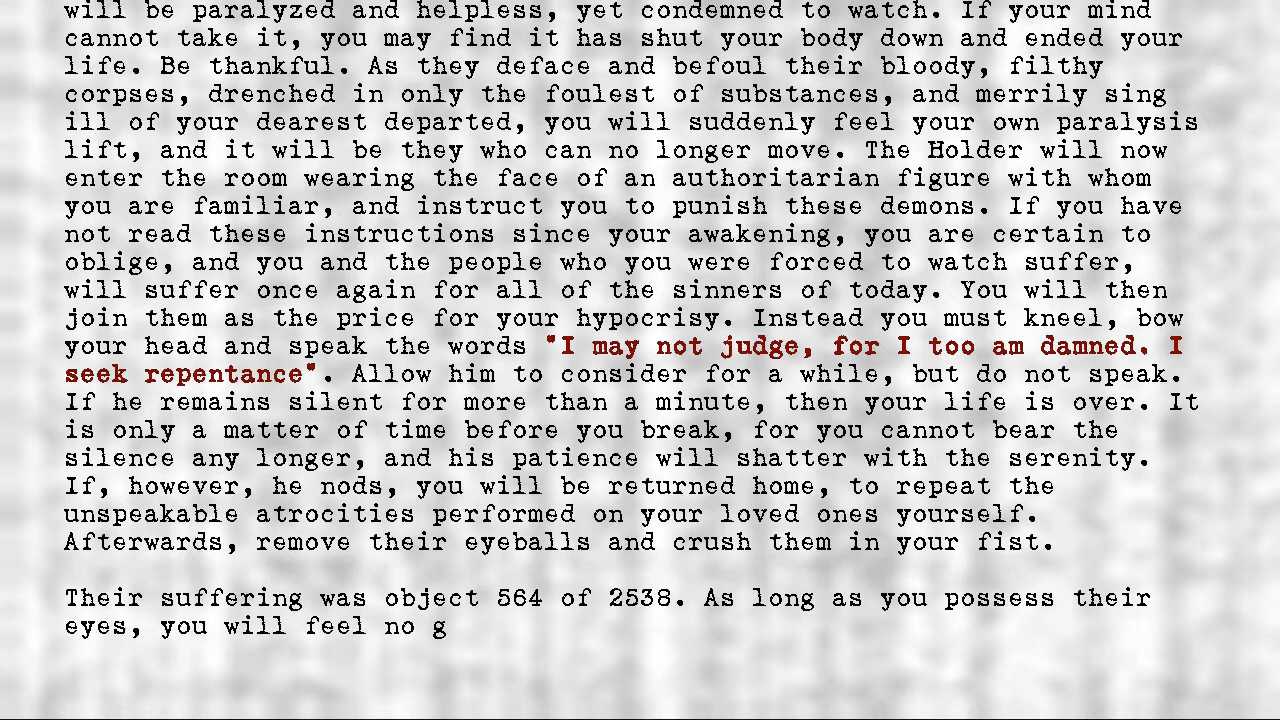 will be paralyzed and helpless, yet condemned to watch. If your mind
cannot take it, you may find it has shut your body down and ended your
life. Be thankful. As they deface and befoul their bloody, filthy
corpses, drenched in only the foulest of substances, and merrily sing
ill of your dearest departed, you will suddenly feel your own paralysis
lift, and it will be they who can no longer move. The Holder will now
enter the room wearing the face of an authoritarian figure with whom
you are familiar, and instruct you to punish these demons. If you have
not read these instructions since your awakening, you are certain to
oblige, and you and the people who you were forced to watch suffer,
will suffer once again for all of the sinners of today. You will then
join them as the price for your hypocrisy. Instead you must kneel, bow
your head and speak the words "I may not judge, for I too am damned. I
seek repentance". Allow him to consider for a while, but do not speak.
If he remains silent for more than a minute, then your life is over. It
is only a matter of time before you break, for you cannot bear the
silence any longer, and his patience will shatter with the serenity.
If, however, he nods, you will be returned home, to repeat the
unspeakable atrocities performed on your loved ones yourself.
Afterwards, remove their eyeballs and crush them in your fist.

Their suffering was object 564 of 2538. As long as you possess their
eyes, you will feel no g